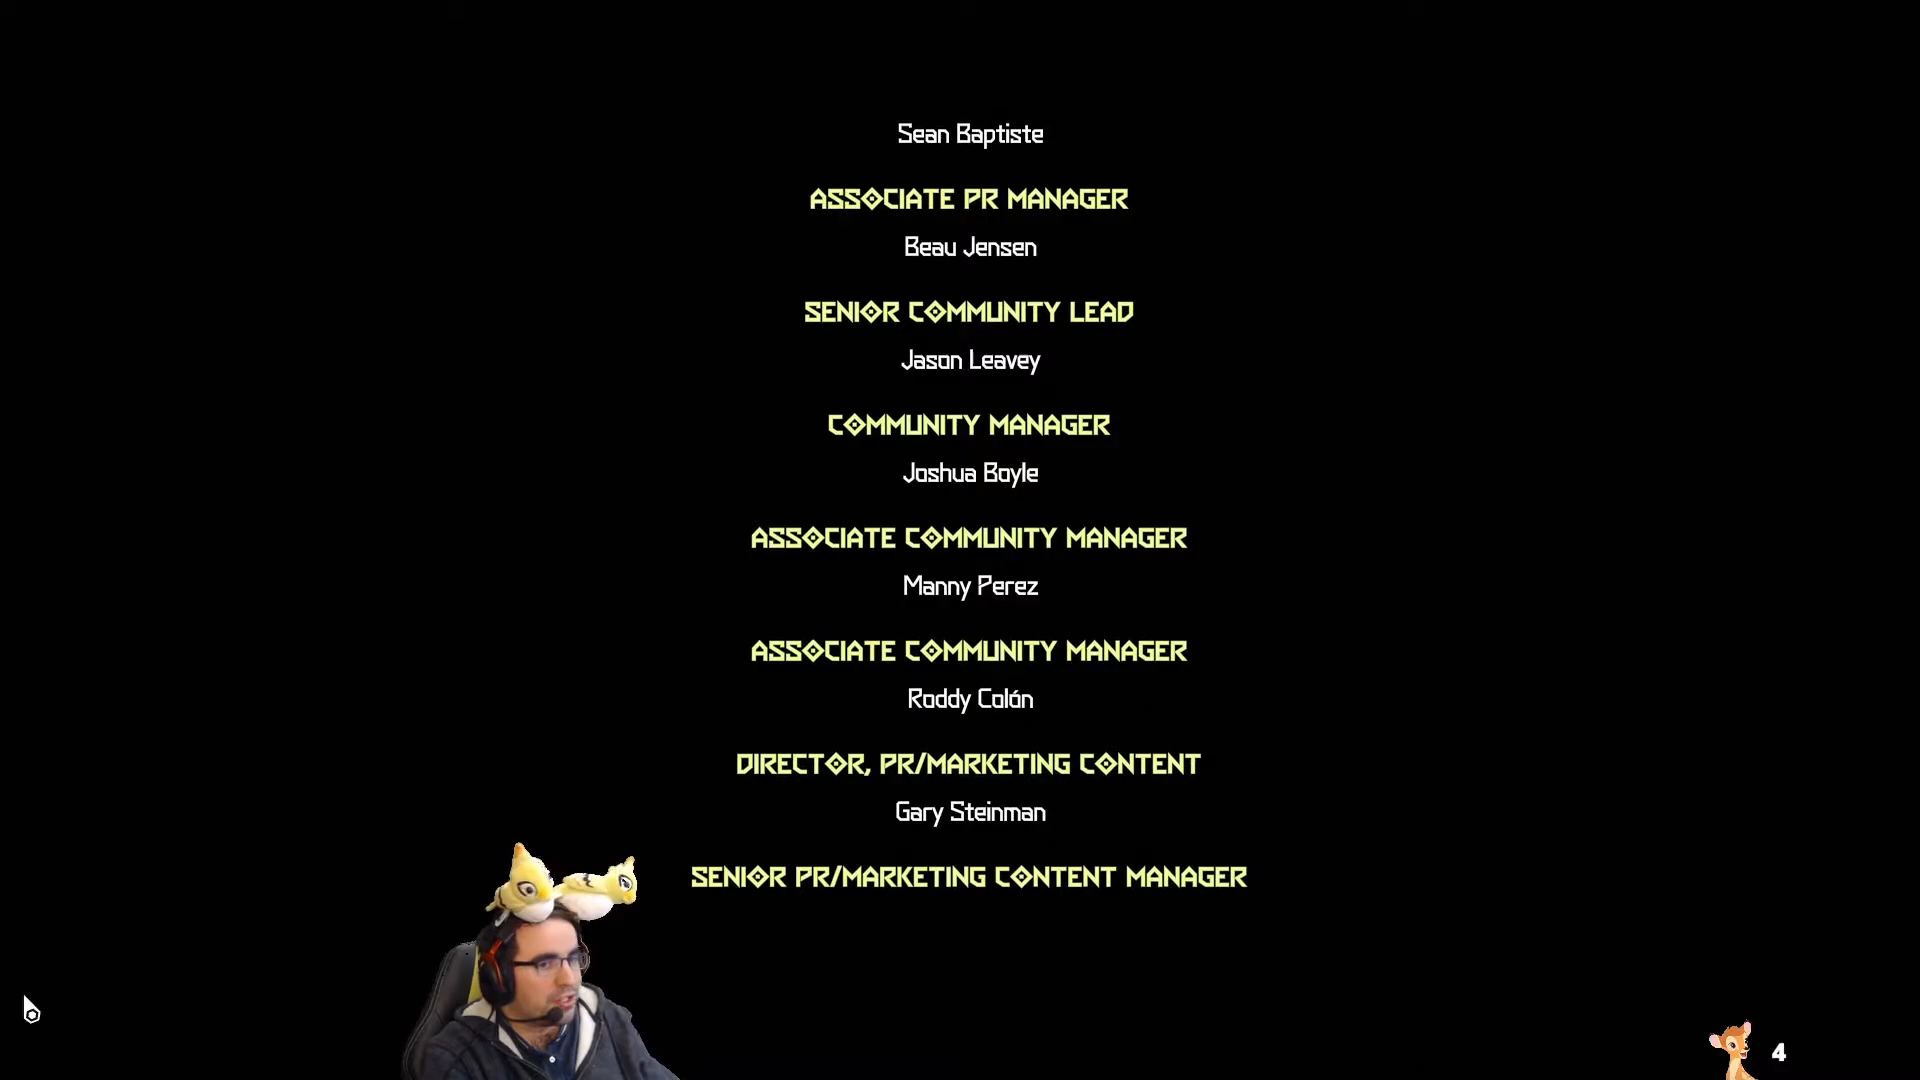 Sean Baptiste
ASSOCIATE PR MANAGER
Beau Jensen
SENIOR COMMUNITY LEAD
Jason Leavey
COMMUNITY MANAGER
Joshua Boyle
ASSOCIATE COMMUNITY MANAGER
Manny Perez
ASSOCIATE COMMUNITY MANAGER
Roddy Colón
DIRECTOR, PR/MARKETING CONTENT
Gary Steinman
SENIOR PR/MARKETING CONTENT MANAGER
4